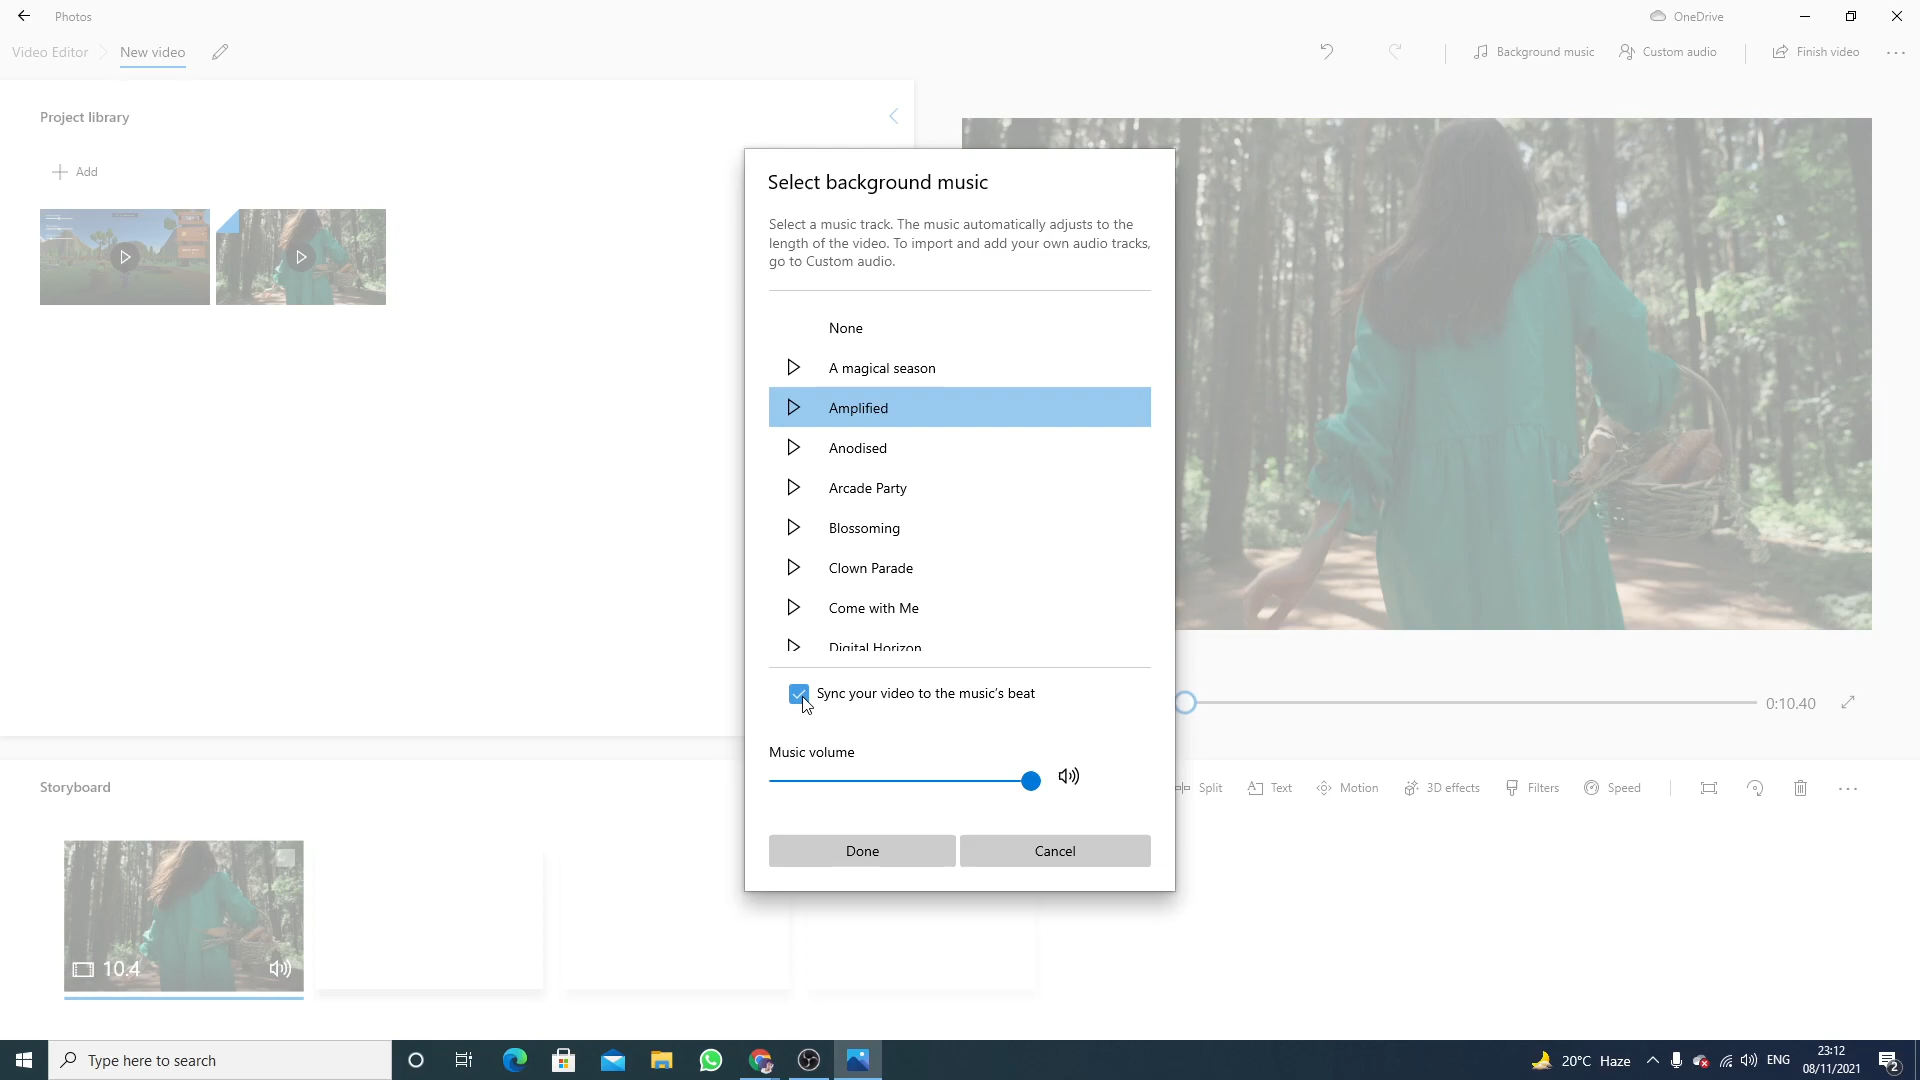 Photos
OneDrive
Video Editor
New video
Background music
Custom audio
Finish video
Project library
Add
Select background music
Select a music track. The music automatically adjusts to the
length of the video. To import and add your own audio tracks,
go to Custom audio.
None
A magical season
Amplified
Anodised
Arcade Party
Blossoming
Clown Parade
Come with Me
Digital Horizon
Sync your video to the music's beat
0:10.40
Music volume
Done
Cancel
Storyboard
Split
Text
Motion
3D effects
Filters
Speed
10.4
Type here to search
20°C Haze
ENG
23:12
08/11/2021
2